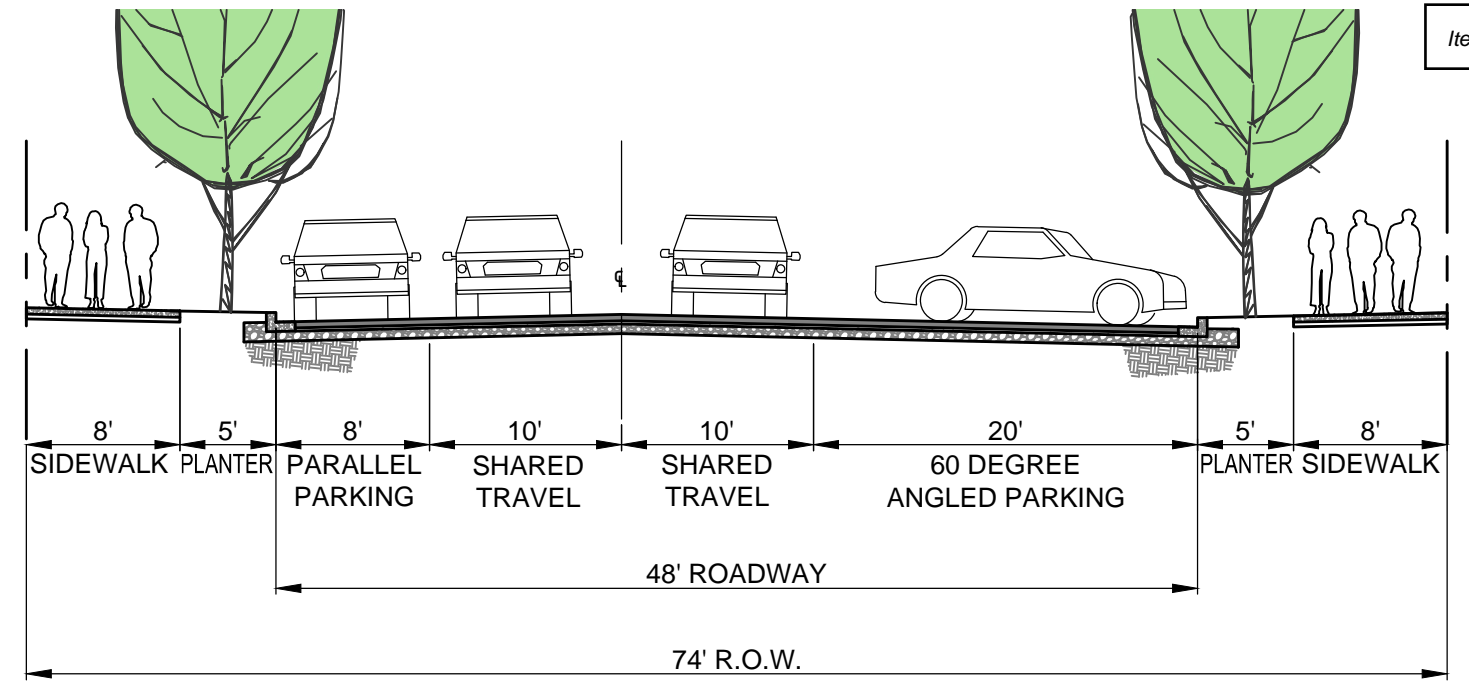 Ite
℄
8' 5' 8' 10' 10' 20' 5' 8'
SIDEWALK PLANTER PARALLEL SHARED SHARED 60 DEGREE PLANTER SIDEWALK
PARKING TRAVEL TRAVEL ANGLED PARKING
48' ROADWAY
74' R.O.W.